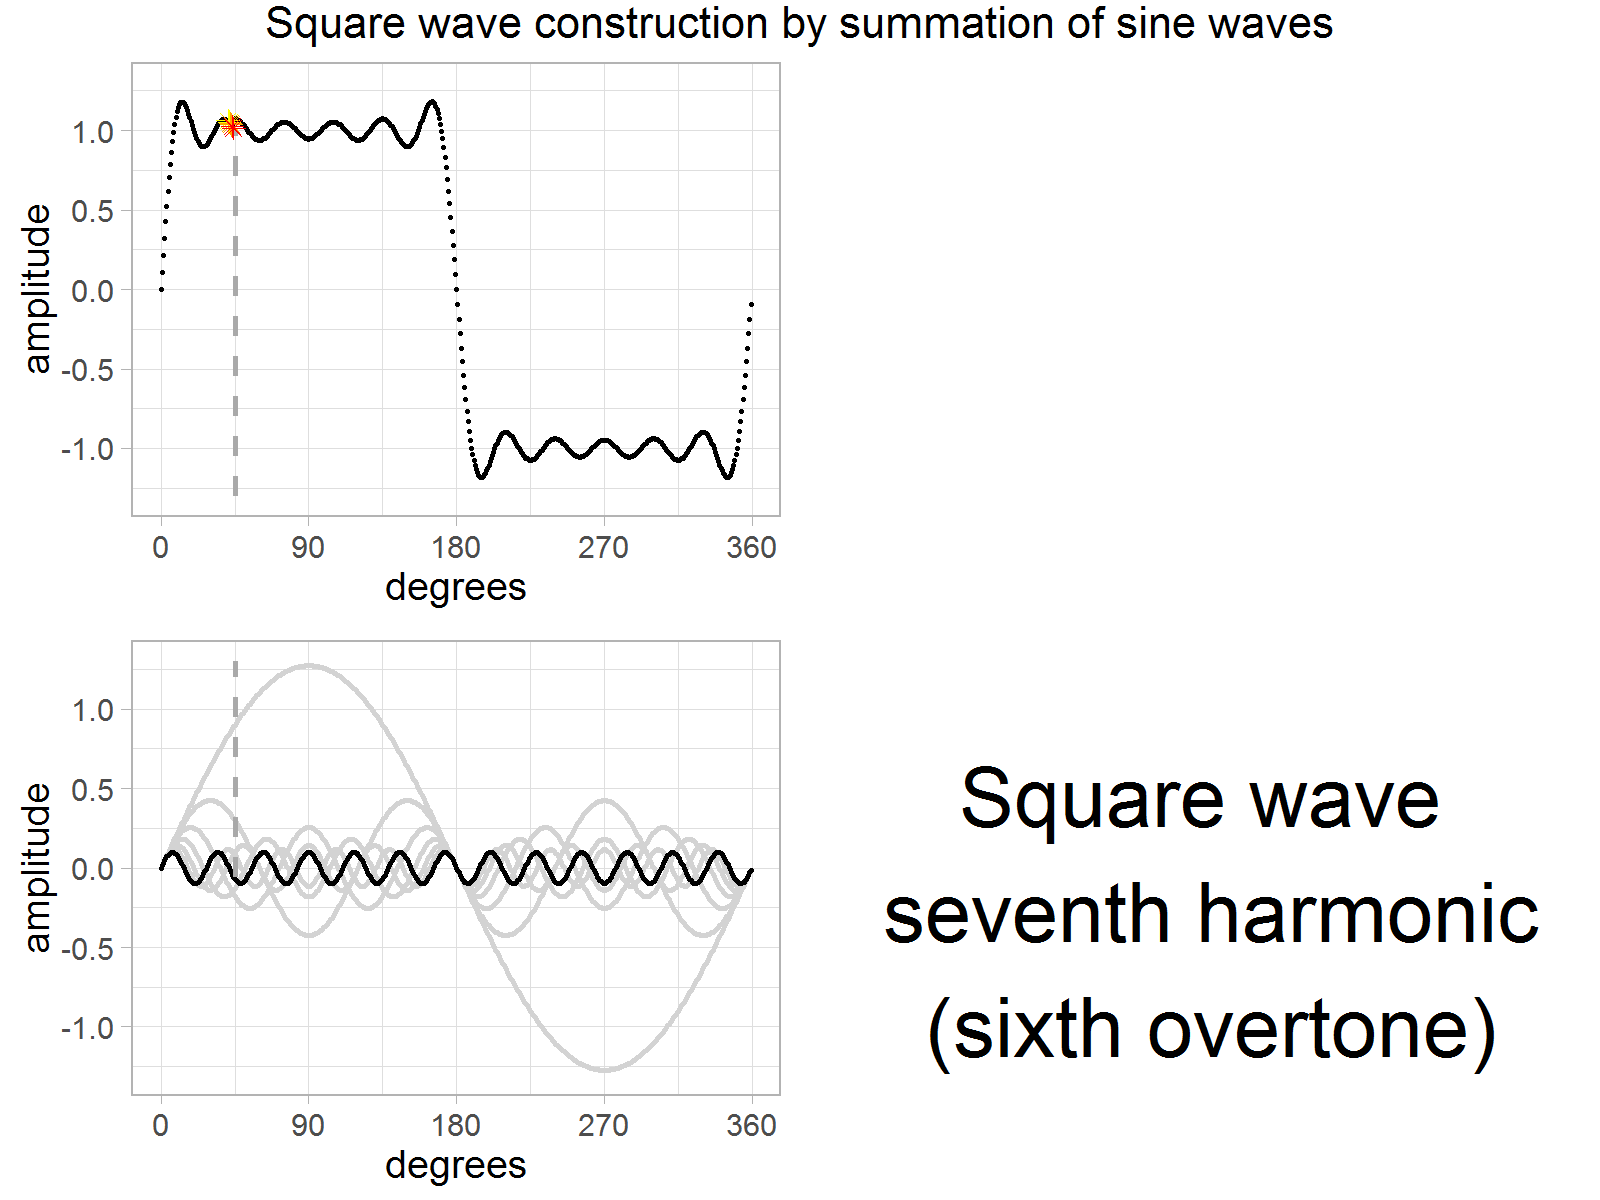 Square wave construction by summation of sine waves
1.0
0.5
0.0
-0.5
-1.0
amplitude
0 90 180 270 360
degrees
1.0
0.5
0.0
-0.5
-1.0
amplitude
0 90 180 270 360
degrees
Square wave
seventh harmonic
(sixth overtone)